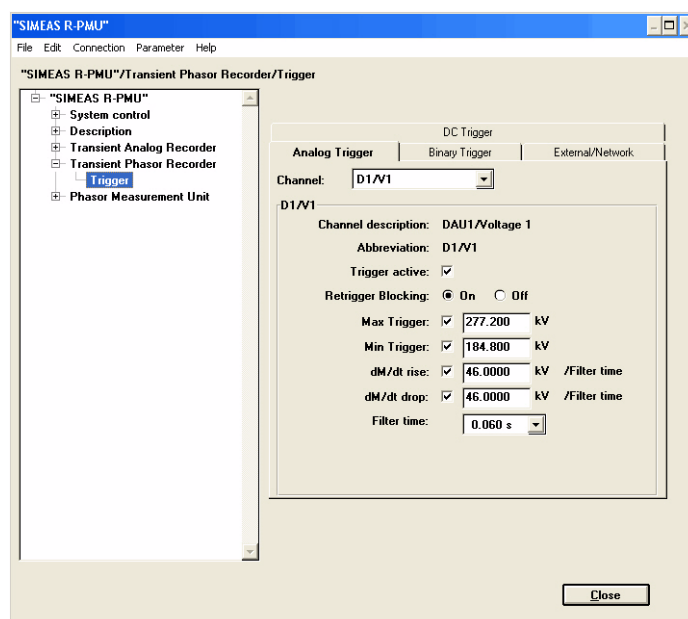 "SIMEAS R-PMU"
File Edit Connection Parameter Help
"SIMEAS R-PMU"/Transient Phasor Recorder/Trigger
"SIMEAS R-PMU"
System control
Description
Transient Analog Recorder
Transient Phasor Recorder
Trigger
Phasor Measurement Unit
DC Trigger
Analog Trigger Binary Trigger External/Network
Channel: D1/V1
D1/V1
Channel description: DAU1/Voltage 1
Abbreviation: D1/V1
Trigger active:
Retrigger Blocking: On Off
Max Trigger: 277.200 kV
Min Trigger: 184.800 kV
dM/dt rise: 46.0000 kV /Filter time
dM/dt drop: 46.0000 kV /Filter time
Filter time: 0.060 s
Close